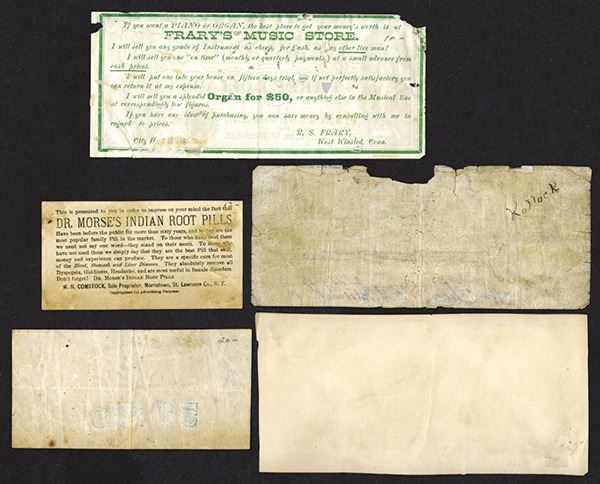 If you want a PIANO or ORGAN, the best place to get your money's worth is at
FRARY'S MUSIC STORE.
10-
I will sell you any grade of Instrument as cheap, for Cash, as any other live man!
I will sell you one "on time" (monthly or quarterly payments,) at a small advance from
cash prices.
I will put one into your house on fifteen days trial, and if not perfectly satisfactory you
can return it at my expense.
I will sell you a splendid Organ for $50, or anything else in the Musical line
at correspondingly low figures.
If you have any idea of purchasing, you can save money by consulting with me in
regard to prices.
R. S. FRARY,
City
West Winsted, Conn.
Kollock
This is presented to you in order to impress on your mind the fact that
DR. MORSE'S INDIAN ROOT PILLS
Have been before the public for more than sixty years, and to-day are the
most popular family Pill in the market. To those who have used them
we need not say one word—they stand on their merit. To those who
have not used them we simply say that they are the best Pill that skill,
money and experience can produce. They are a specific cure for most
of the Blood, Stomach and Liver Diseases. They absolutely remove all
Dyspepsia, Giddiness, Headache, and are most useful in female disorders.
Don't forget! DR. MORSE'S INDIAN ROOT PILLS.
W. H. COMSTOCK, Sole Proprietor, Morristown, St. Lawrence Co., N. Y.
Copyrighted for Advertising Purposes.
20-